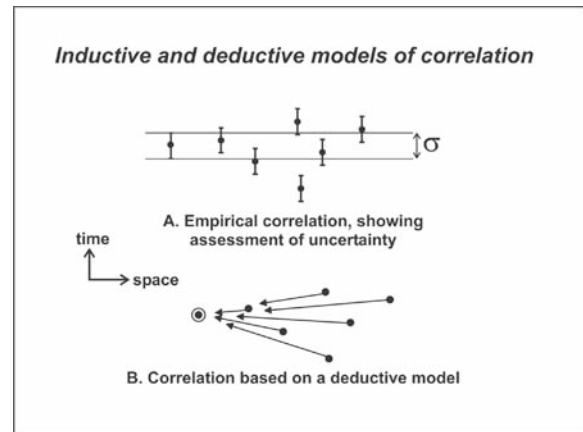 Inductive and deductive models of correlation
σ
A. Empirical correlation, showing
assessment of uncertainty
time
space
B. Correlation based on a deductive model